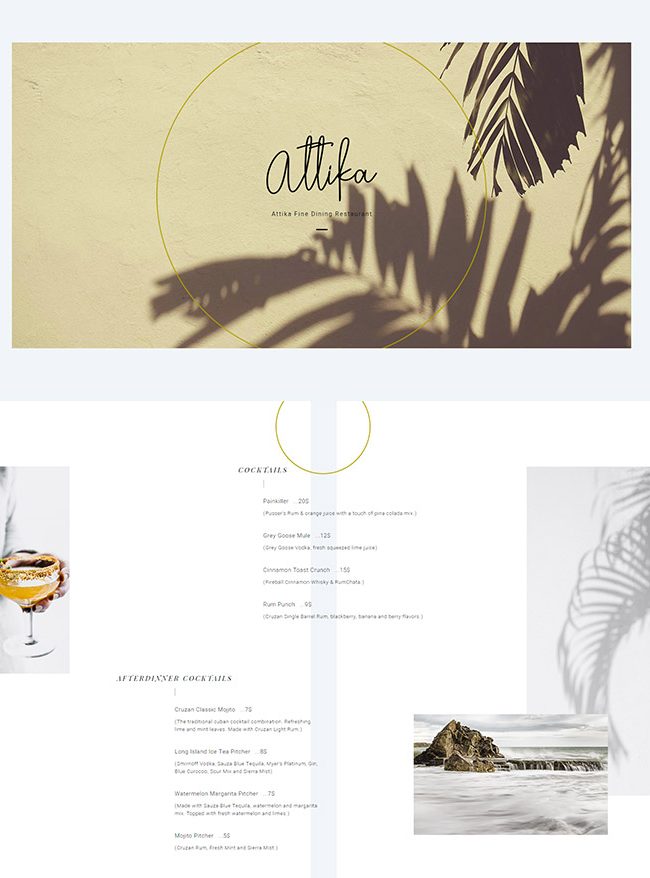 Attika
Attika Fine Dining Restaurant
COCKTAILS
Painkiller ...20$
(Pusser's Rum & orange juice with a touch of pina colada mix.)
Grey Goose Mule ...12$
(Grey Goose Vodka, fresh squeezed lime juice)
Cinnamon Toast Crunch ...15$
(Fireball Cinnamon Whisky & RumChata.)
Rum Punch ...9$
(Cruzan Single Barrel Rum, blackberry, banana and berry flavors.)
AFTERDINNER COCKTAILS
Cruzan Classic Mojito ...7$
(The traditional cuban cocktail combination. Refreshing
lime and mint leaves. Made with Cruzan Light Rum.)
Long Island Ice Tea Pitcher ...8$
(Smirnoff Vodka, Sauza Blue Tequila, Myer's Platinum, Gin,
Blue Curocoo, Sour Mix and Sierra Mist)
Watermelon Margarita Pitcher ...7$
(Made with Sauza Blue Tequila, watermelon and margarita
mix. Topped with fresh watermelon and limes.)
Mojito Pitcher ...5$
(Cruzan Rum, Fresh Mint and Sierra Mist.)